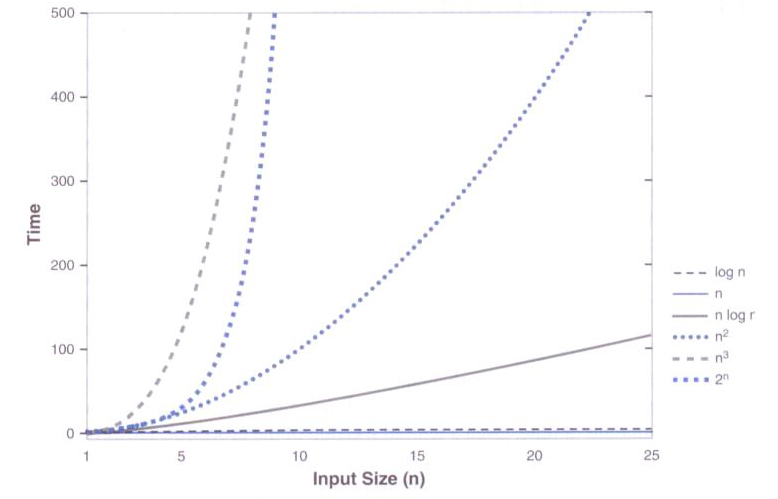 500
400
300
200
100
0
Time
1 5 10 15 20 25
Input Size (n)
log n
n
n log r
n²
n³
2ⁿ